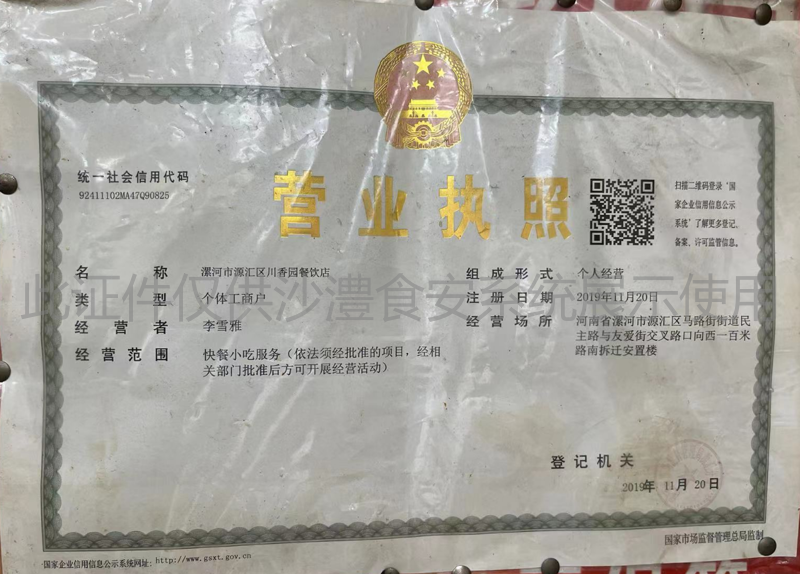 统一社会信用代码
92411102MA47Q90825
营业执照
扫描二维码登录‘国
家企业信用信息公示
系统’了解更多登记、
备案、许可监管信息。
名称 漯河市源汇区川香园餐饮店
类型 个体工商户
经营者 李雪雅
经营范围 快餐小吃服务（依法须经批准的项目，经相
关部门批准后方可开展经营活动）
组成形式 个人经营
注册日期 2019年11月20日
经营场所 河南省漯河市源汇区马路街街道民
主路与友爱街交叉路口向西一百米
路南拆迁安置楼
此证件仅供沙澧食安系统展示使用
登记机关
2019年 11月 20日
国家企业信用信息公示系统网址: http://www.gsxt.gov.cn
国家市场监督管理总局监制